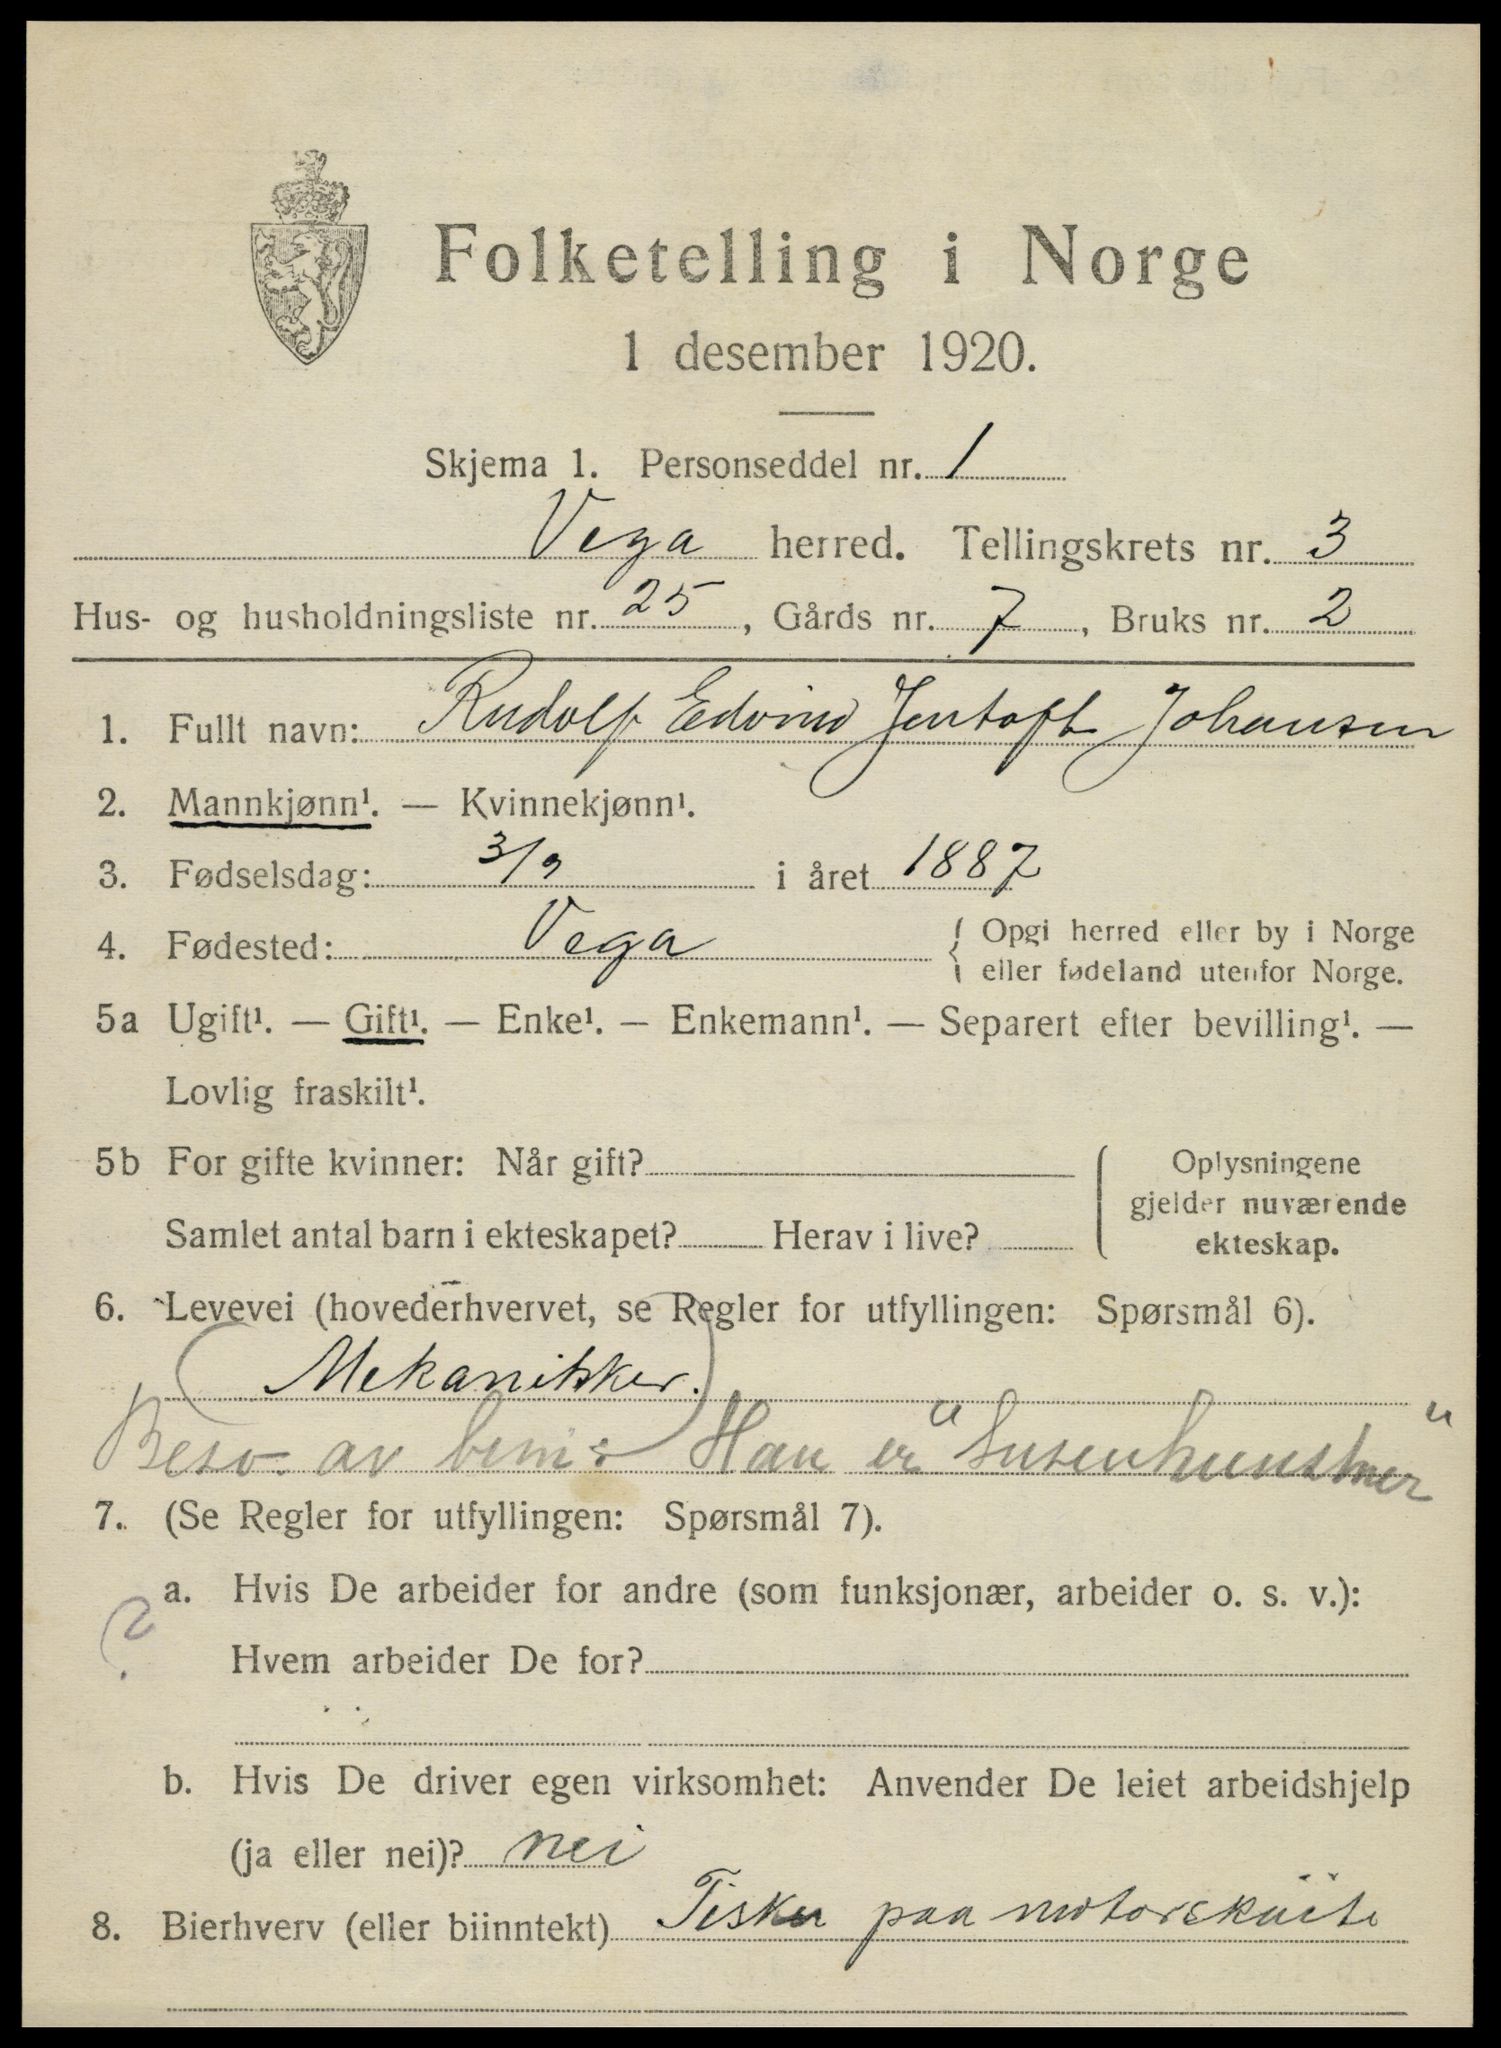 Folketelling i Norge
1 desember 1920.
Skjema 1. Personseddel nr. 1
Vega herred. Tellingskrets nr. 3
Hus- og husholdningsliste nr. 25, Gårds nr. 7, Bruks nr. 2
1. Fullt navn: Rudolf Edvind Jentoft Johansen
2. Mannkjønn¹. — Kvinnekjønn¹.
3. Fødselsdag: 3/9 i året 1887
4. Fødested: Vega { Opgi herred eller by i Norge
eller fødeland utenfor Norge.
5a Ugift¹. — Gift¹. — Enke¹. — Enkemann¹. — Separert efter bevilling¹. —
Lovlig fraskilt¹.
5b For gifte kvinner: Når gift?
Samlet antal barn i ekteskapet? Herav i live?
Oplysningene
gjelder nuværende
ekteskap.
6. Levevei (hovederhvervet, se Regler for utfyllingen: Spørsmål 6).
(Mekanikker.)
Besv. av bem: Han er "tusenkunstner"
7. (Se Regler for utfyllingen: Spørsmål 7).
a. Hvis De arbeider for andre (som funksjonær, arbeider o. s. v.):
?
Hvem arbeider De for?
b. Hvis De driver egen virksomhet: Anvender De leiet arbeidshjelp
(ja eller nei)? nei
8. Bierhverv (eller biinntekt) Fisker paa motorskøite